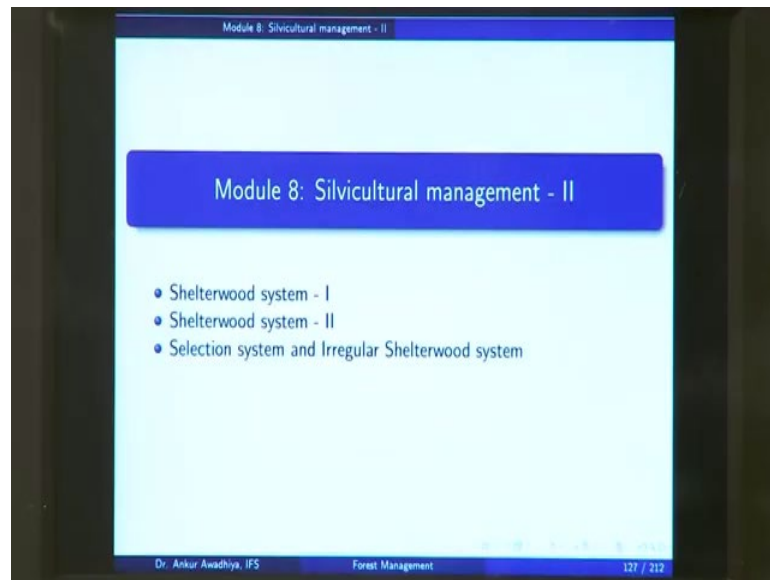 Module 8: Silvicultural management - II
Module 8: Silvicultural management - II
Shelterwood system - I
Shelterwood system - II
Selection system and Irregular Shelterwood system
Dr. Ankur Awadhiya, IFS Forest Management 127 / 212